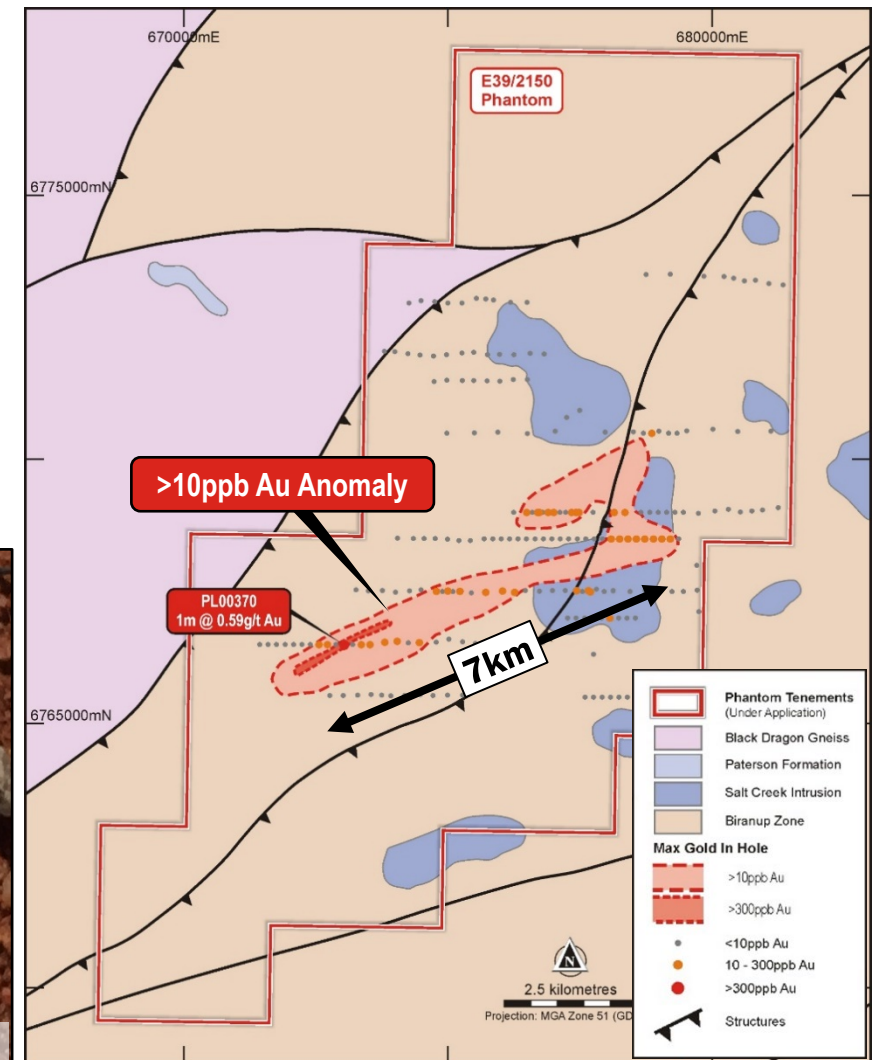 670000mE
680000mE
E39/2150
Phantom
6775000mN
>10ppb Au Anomaly
PL00370
1m @ 0.59g/t Au
7km
6765000mN
Phantom Tenements
(Under Application)
Black Dragon Gneiss
Paterson Formation
Salt Creek Intrusion
Biranup Zone
Max Gold In Hole
>10ppb Au
>300ppb Au
<10ppb Au
10 - 300ppb Au
>300ppb Au
Structures
N
2.5 kilometres
Projection: MGA Zone 51 (GD